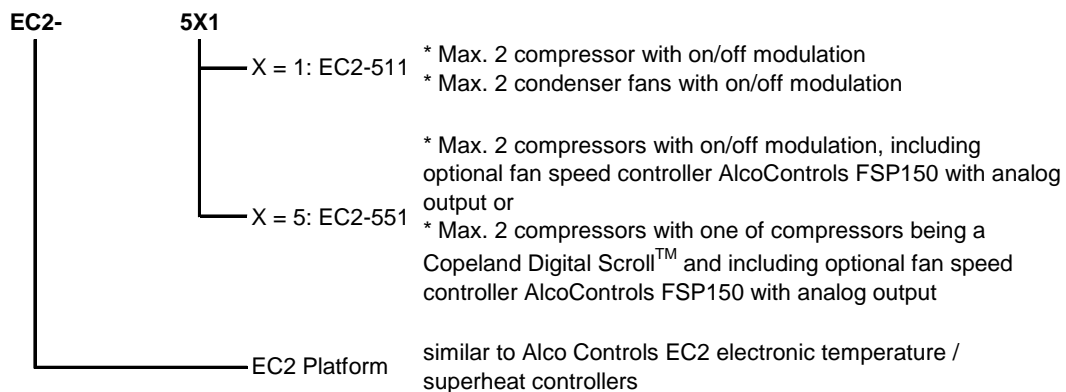 EC2- 5X1
X = 1: EC2-511
* Max. 2 compressor with on/off modulation
* Max. 2 condenser fans with on/off modulation
X = 5: EC2-551
* Max. 2 compressors with on/off modulation, including
optional fan speed controller AlcoControls FSP150 with analog
output or
* Max. 2 compressors with one of compressors being a
Copeland Digital Scroll™ and including optional fan speed
controller AlcoControls FSP150 with analog output
EC2 Platform
similar to Alco Controls EC2 electronic temperature /
superheat controllers